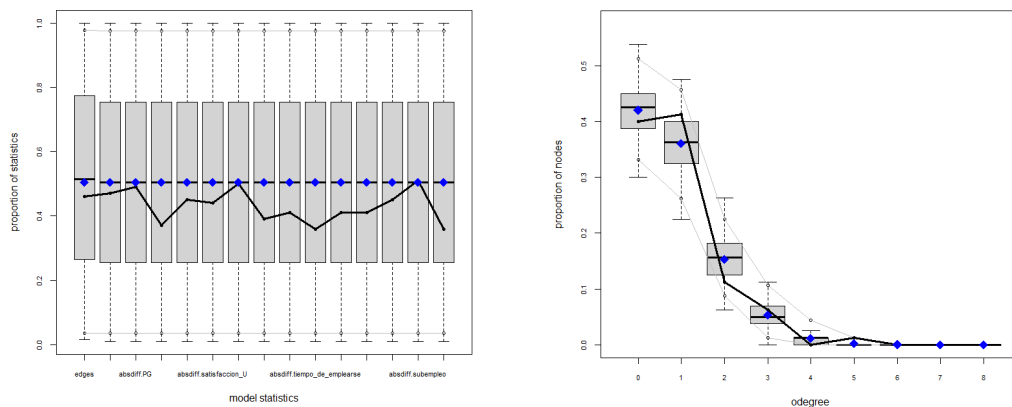 proportion of statistics
1.0
0.8
0.6
0.4
0.2
0.0
edges absdiff.PG absdiff.satisfaccion_U absdiff.tiempo_de_emplearse absdiff.subempleo
model statistics
proportion of nodes
0.5
0.4
0.3
0.2
0.1
0.0
0 1 2 3 4 5 6 7 8
odegree